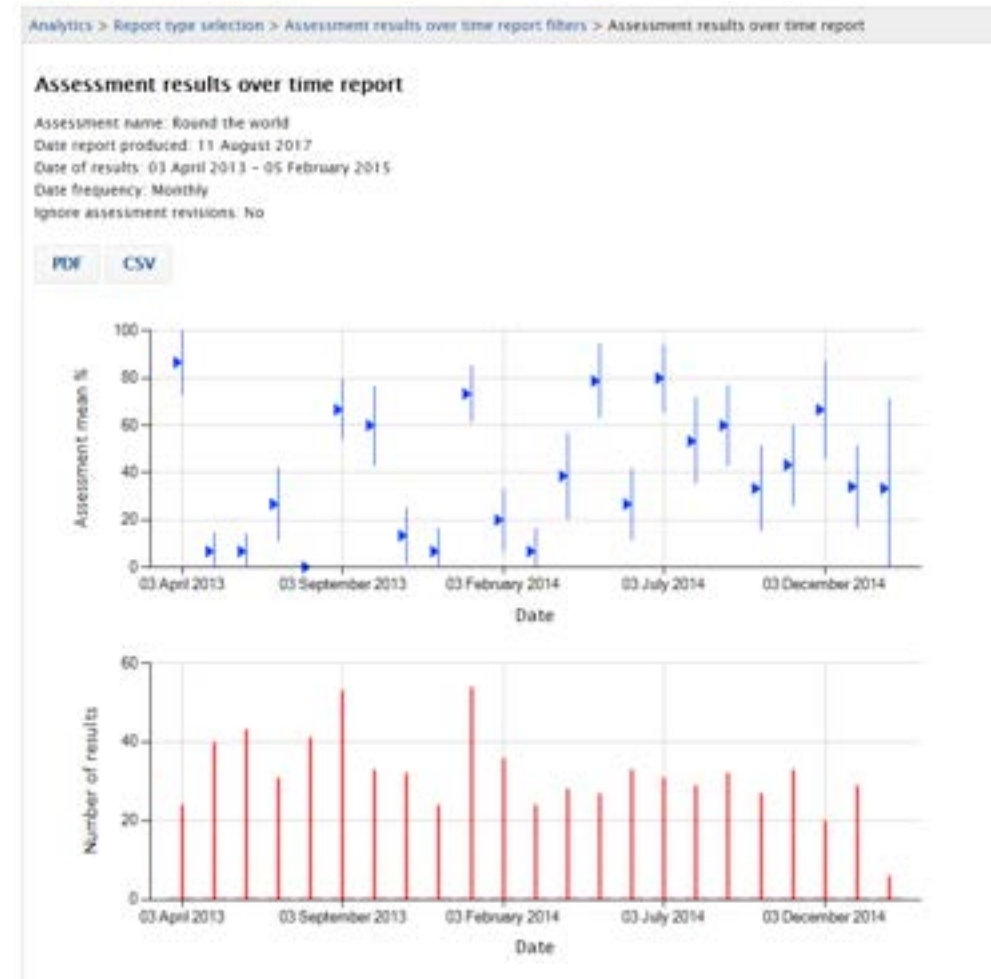 Analytics > Report type selection > Assessment results over time report filters > Assessment results over time report
Assessment results over time report
Assessment name: Round the world
Date report produced: 11 August 2017
Date of results: 03 April 2013 - 05 February 2015
Date frequency: Monthly
Ignore assessment revisions: No
PDF CSV
Assessment mean %
100
80
60
40
20
0
03 April 2013 03 September 2013 03 February 2014 03 July 2014 03 December 2014
Date
Number of results
60
40
20
0
03 April 2013 03 September 2013 03 February 2014 03 July 2014 03 December 2014
Date